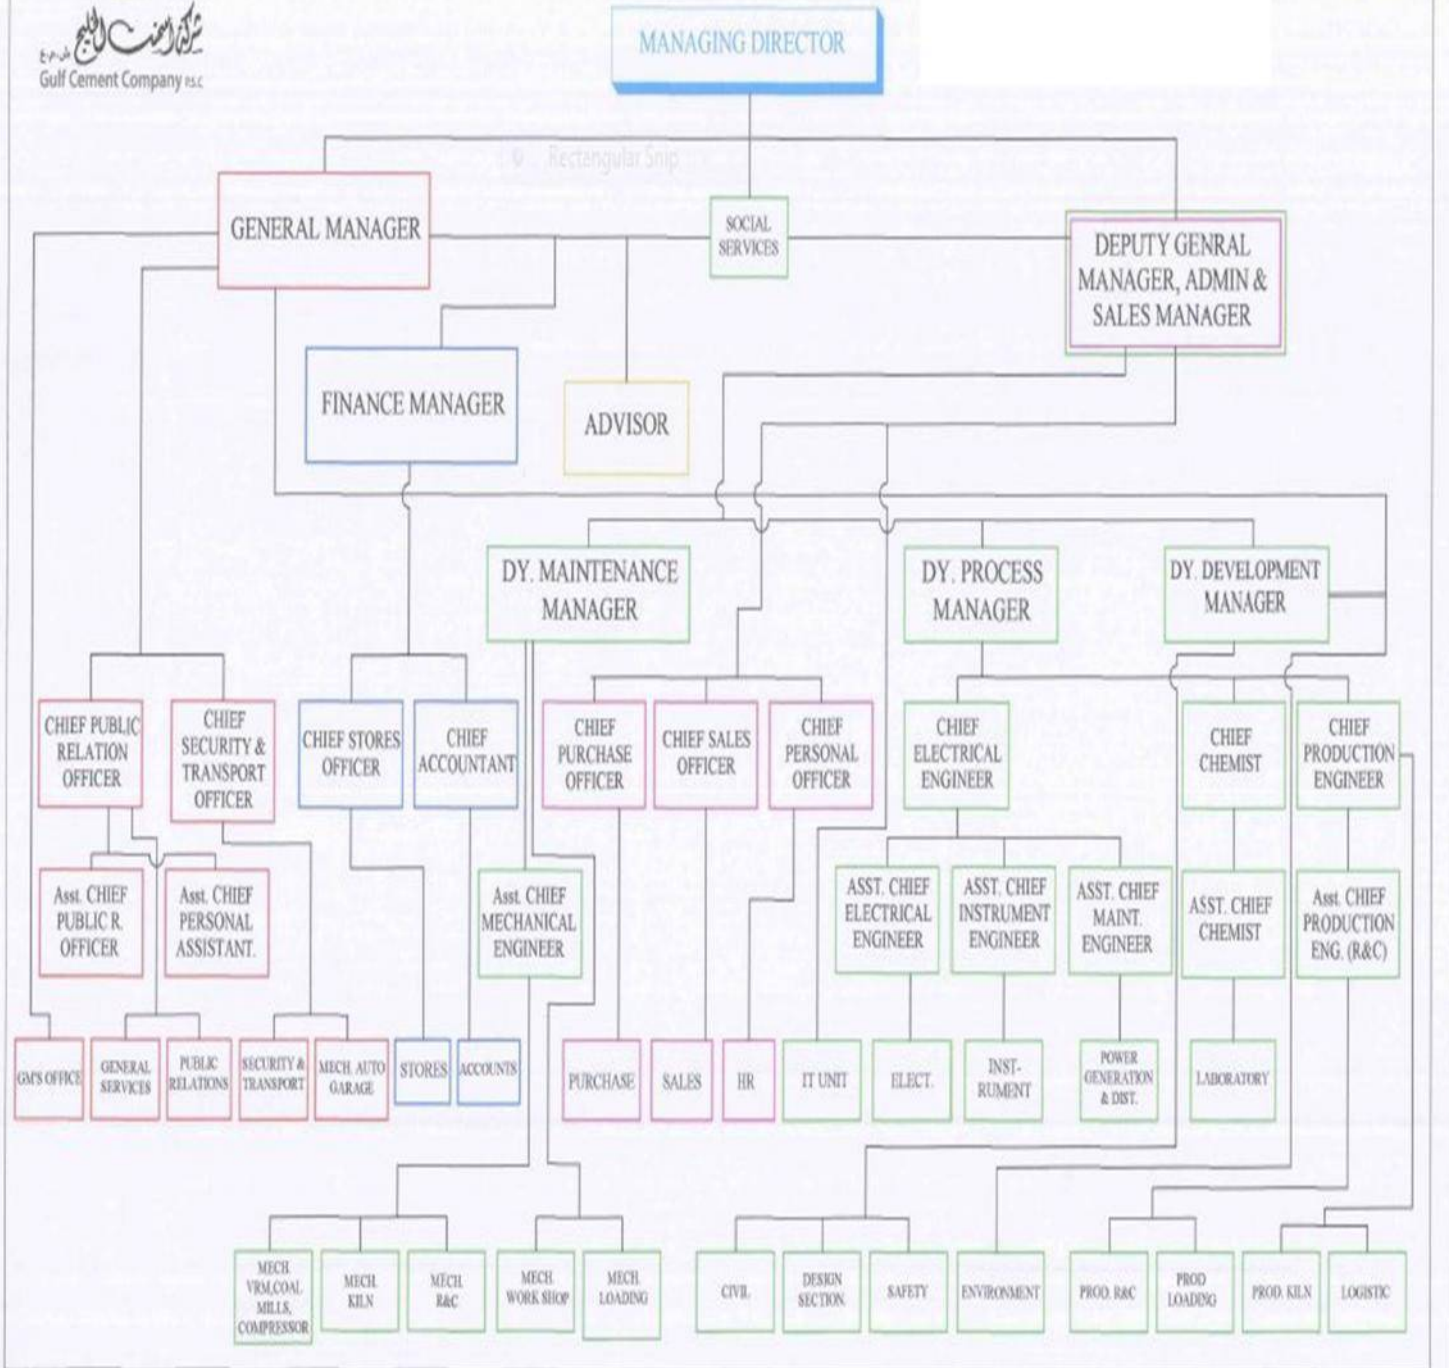 شركة اسمنت الخليج
ش.م.ع
Gulf Cement Company P.S.C
MANAGING DIRECTOR
Rectangular Snip
GENERAL MANAGER
SOCIAL
SERVICES
DEPUTY GENRAL
MANAGER, ADMIN &
SALES MANAGER
FINANCE MANAGER
ADVISOR
DY. MAINTENANCE
MANAGER
DY. PROCESS
MANAGER
DY. DEVELOPMENT
MANAGER
CHIEF PUBLIC
RELATION
OFFICER
CHIEF
SECURITY &
TRANSPORT
OFFICER
CHIEF STORES
OFFICER
CHIEF
ACCOUNTANT
CHIEF
PURCHASE
OFFICER
CHIEF SALES
OFFICER
CHIEF
PERSONAL
OFFICER
CHIEF
ELECTRICAL
ENGINEER
CHIEF
CHEMIST
CHIEF
PRODUCTION
ENGINEER
Asst. CHIEF
PUBLIC R.
OFFICER
Asst. CHIEF
PERSONAL
ASSISTANT.
Asst. CHIEF
MECHANICAL
ENGINEER
ASST. CHIEF
ELECTRICAL
ENGINEER
ASST. CHIEF
INSTRUMENT
ENGINEER
ASST. CHIEF
MAINT.
ENGINEER
ASST. CHIEF
CHEMIST
Asst. CHIEF
PRODUCTION
ENG. (R&C)
GM'S OFFICE
GENERAL
SERVICES
PUBLIC
RELATIONS
SECURITY &
TRANSPORT
MECH. AUTO
GARAGE
STORES
ACCOUNTS
PURCHASE
SALES
HR
IT UNIT
ELECT.
INST-
RUMENT
POWER
GENERATION
& DIST.
LABORATORY
MECH.
VRM,COAL
MILLS,
COMPRESSOR
MECH.
KILN
MECH.
R&C
MECH.
WORK SHOP
MECH.
LOADING
CIVIL
DESIGN
SECTION.
SAFETY
ENVIRONMENT
PROD. R&C
PROD
LOADING
PROD. KILN
LOGISTIC